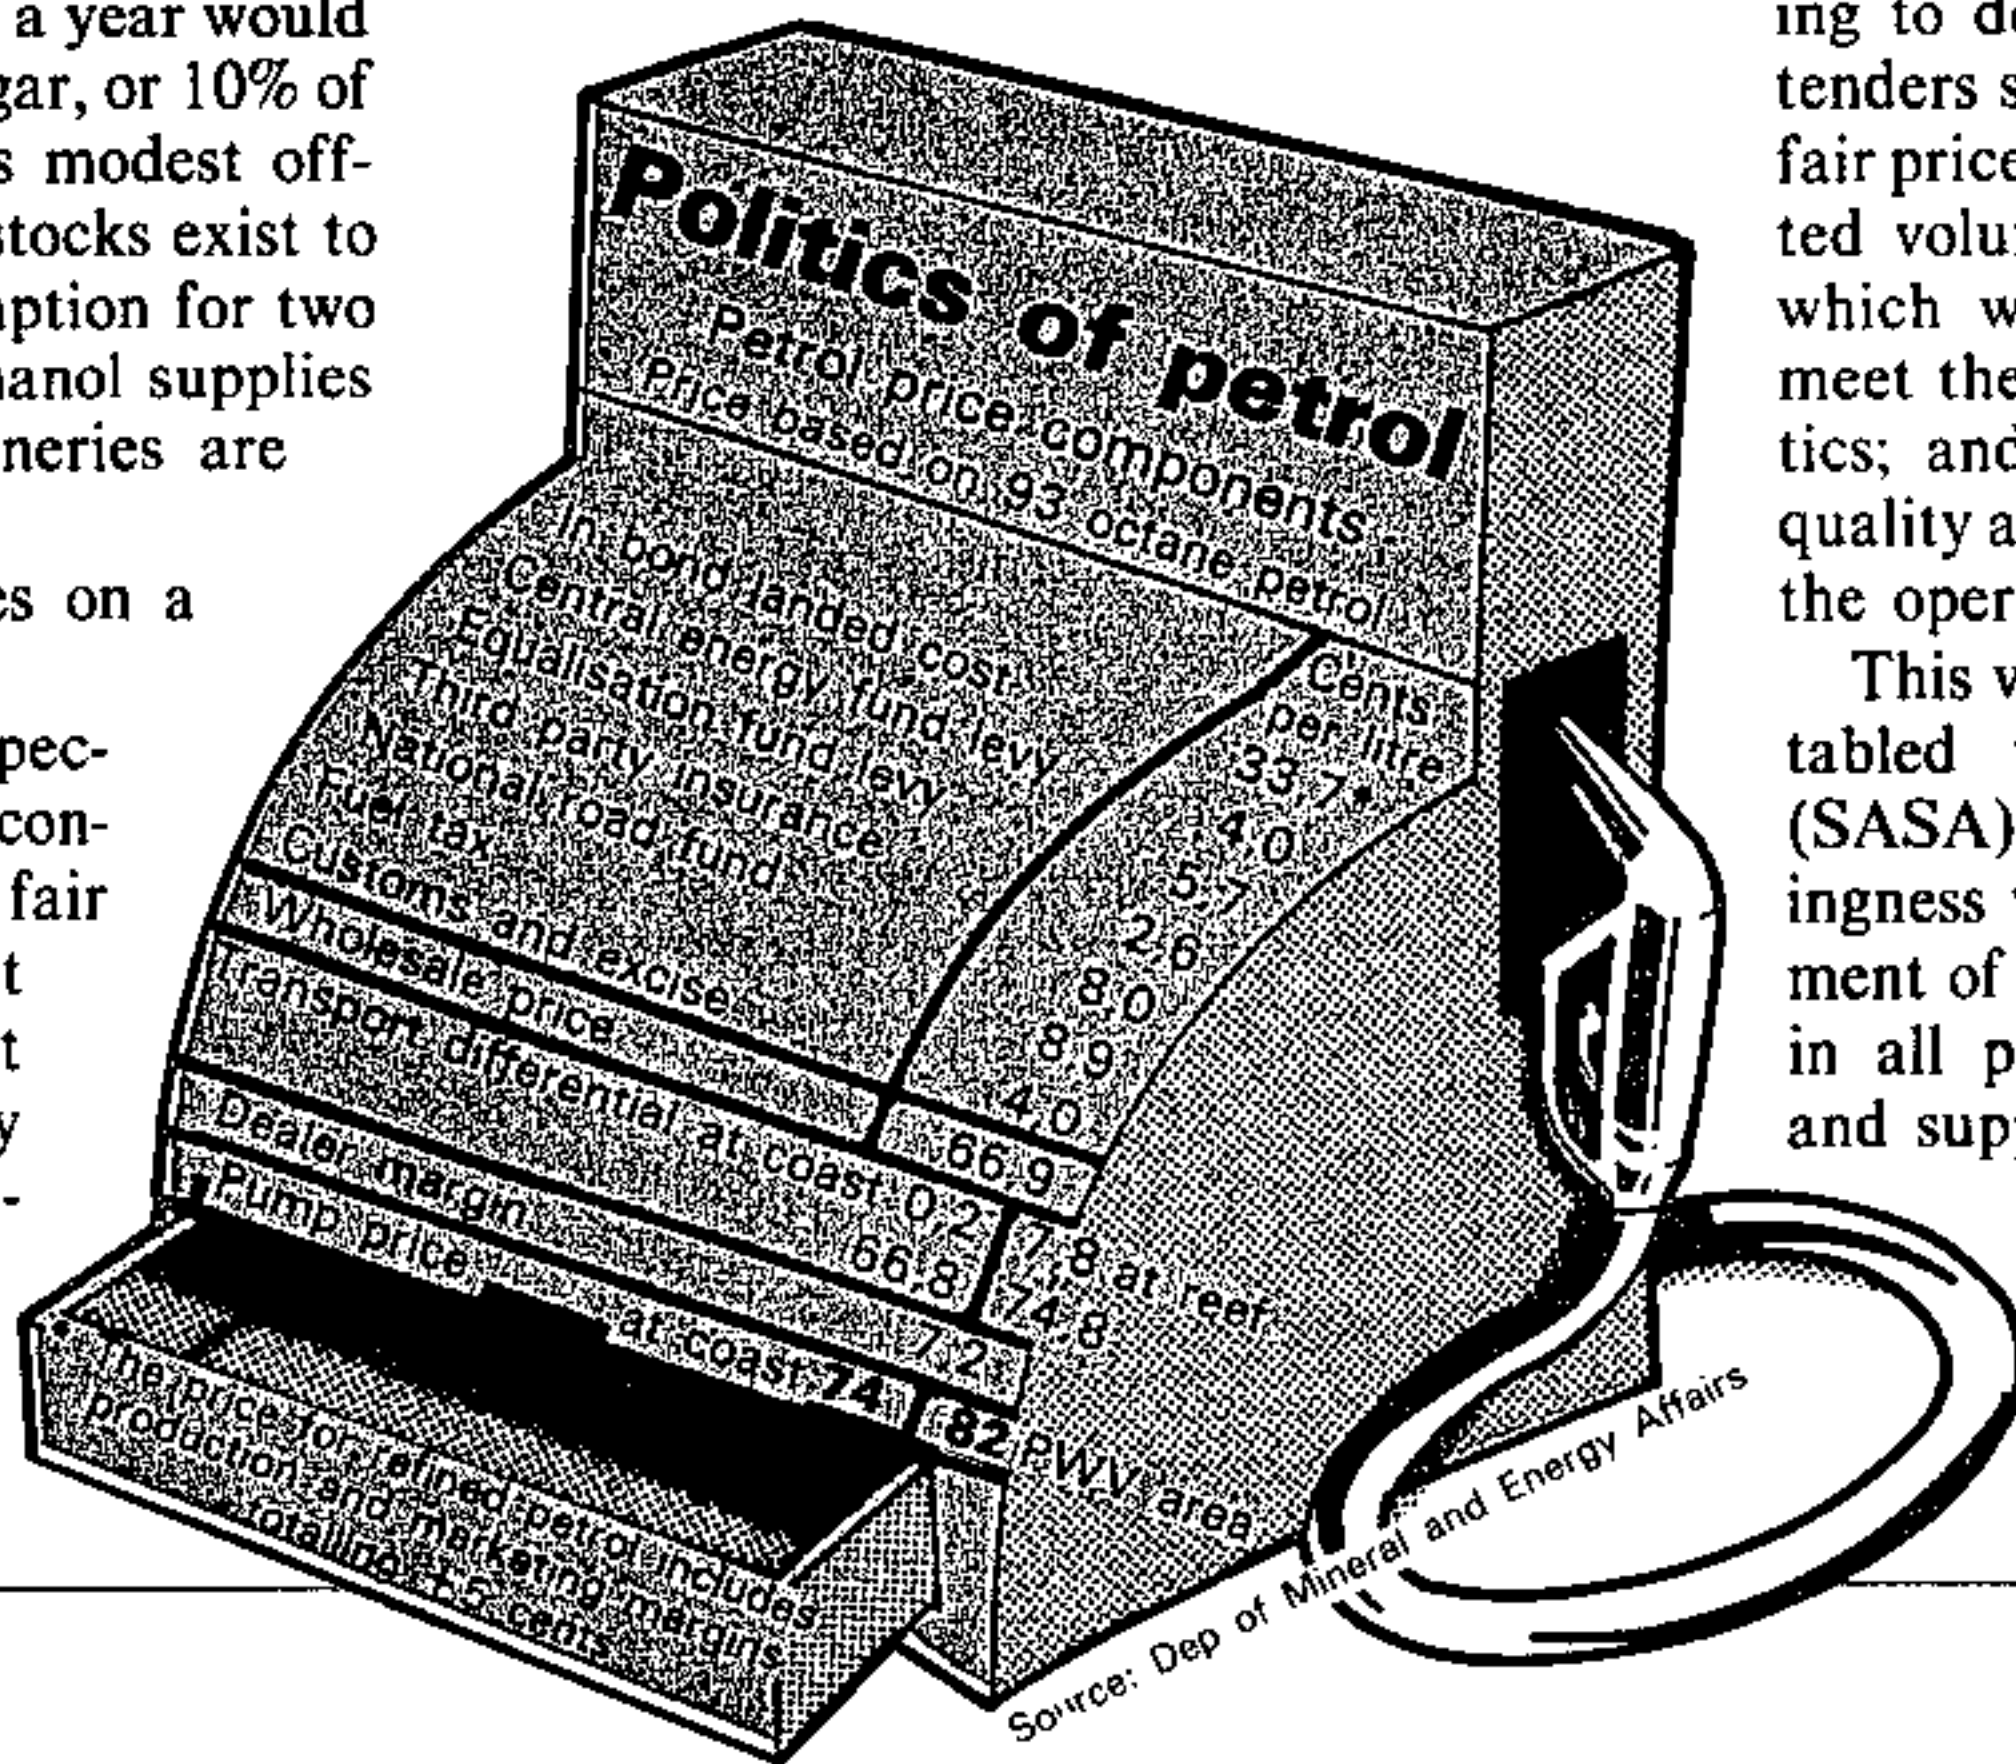 a year would
gar, or 10% of
s modest off-
stocks exist to
ption for two
anol supplies
neries are
es on a
pec-
con-
fair
t
t
y
-
Politics of petrol
Petrol price components
Price based on 93 octane petrol
Cents
per litre
In bond landed cost 33,7*
Central energy fund levy 4,0
Equalisation fund levy 5,7
Third party insurance 2,6
National road fund 8,0
Fuel tax 8,9
Customs and excise 4,0
Wholesale price 66,9
Transport differential at coast 0,2 7,8 at reef
66,8 74,8
Dealer margin 7,2
Pump price at coast 74 82 PWV area
* The price for refined petrol includes
production and marketing margins
totalling ± 5 cents
Source: Dep of Mineral and Energy Affairs
ing to de
tenders s
fair price
ted volu
which w
meet the
tics; and
quality a
the oper
This v
tabled
(SASA)
ingness
ment of
in all p
and sup